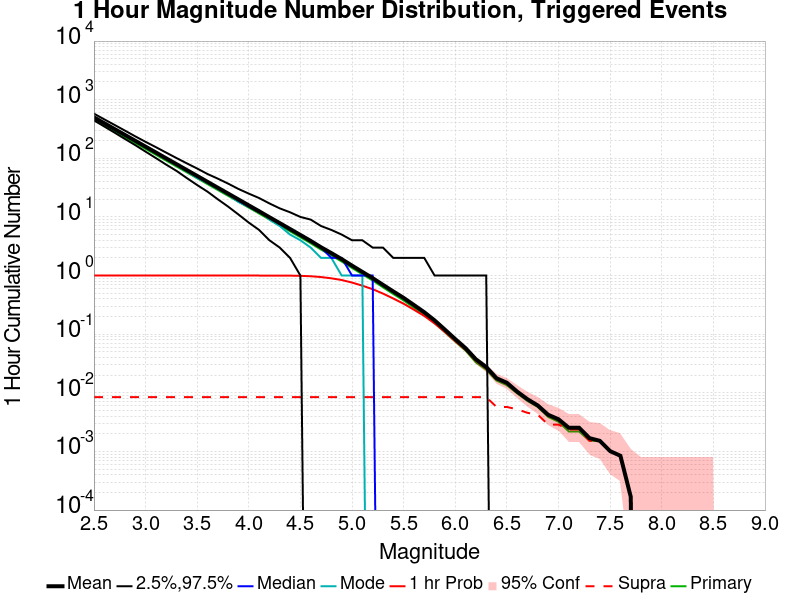 1 Hour Magnitude Number Distribution, Triggered Events
1 Hour Cumulative Number
10^4
10^3
10^2
10^1
10^0
10^-1
10^-2
10^-3
10^-4
2.5 3.0 3.5 4.0 4.5 5.0 5.5 6.0 6.5 7.0 7.5 8.0 8.5 9.0
Magnitude
Mean 2.5%,97.5% Median Mode 1 hr Prob 95% Conf Supra Primary